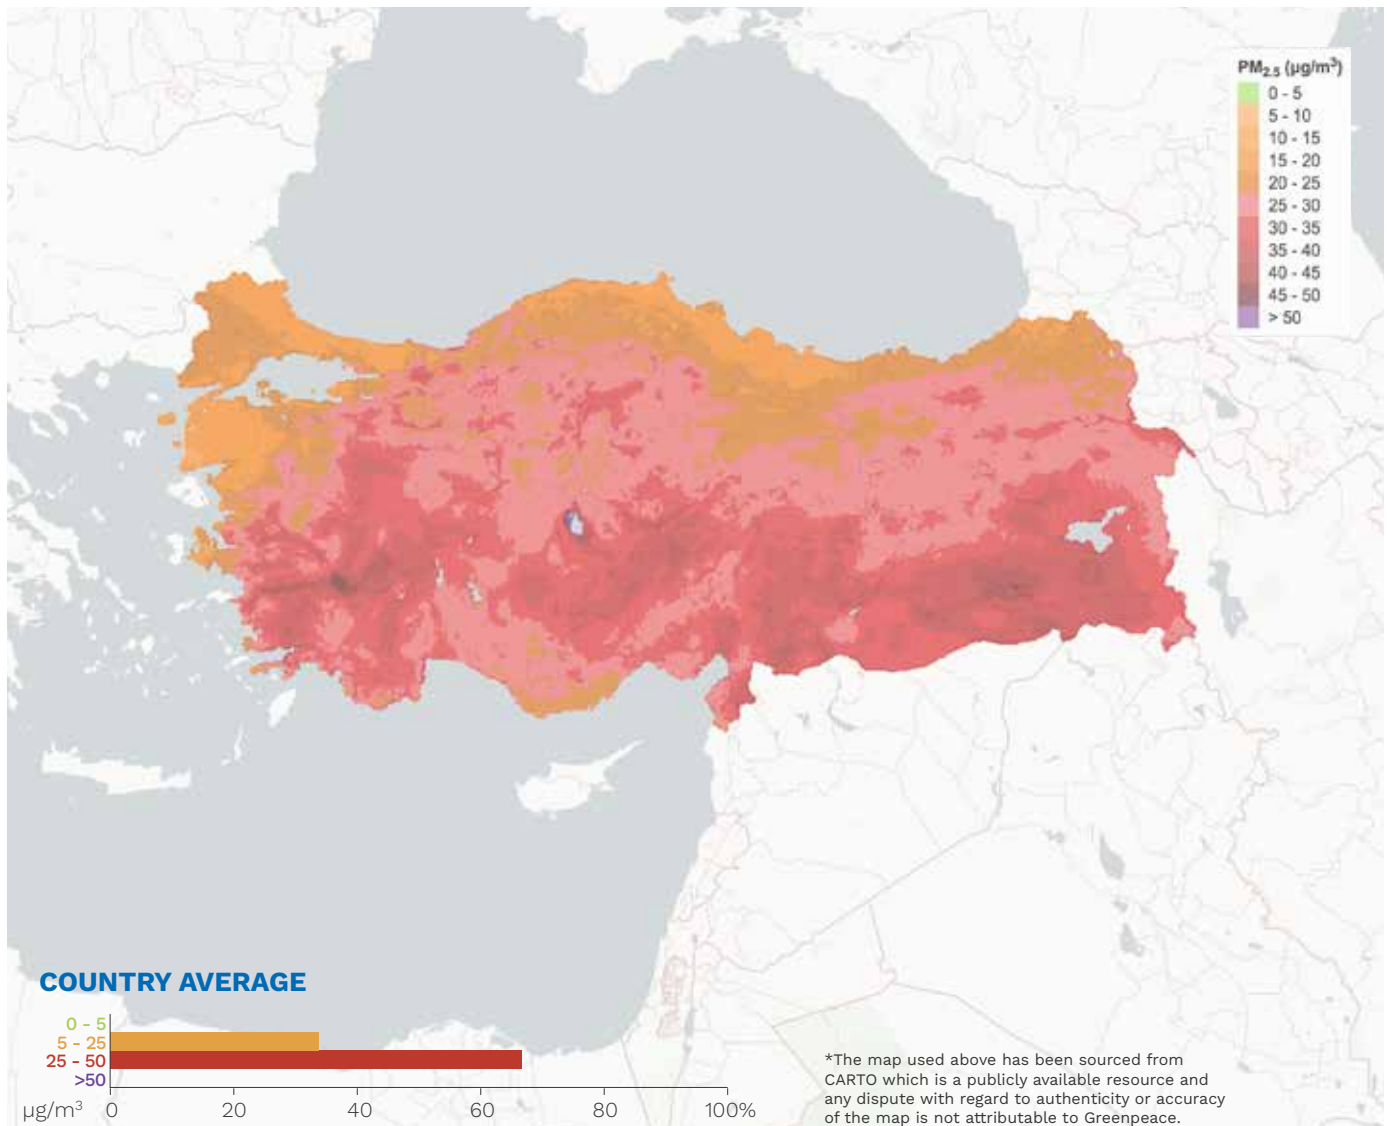 PM2.5 (µg/m³)
0 - 5
5 - 10
10 - 15
15 - 20
20 - 25
25 - 30
30 - 35
35 - 40
40 - 45
45 - 50
> 50
COUNTRY AVERAGE
0 - 5
5 - 25
25 - 50
>50
µg/m³ 0 20 40 60 80 100%
*The map used above has been sourced from
CARTO which is a publicly available resource and
any dispute with regard to authenticity or accuracy
of the map is not attributable to Greenpeace.